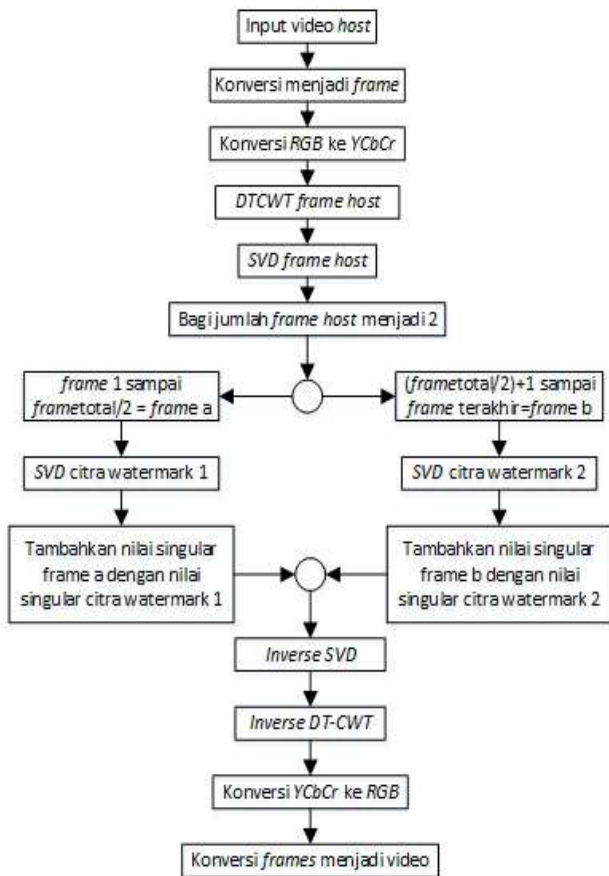 Input video host
Konversi menjadi frame
Konversi RGB ke YCbCr
DTCWT frame host
SVD frame host
Bagi jumlah frame host menjadi 2
frame 1 sampai
frametotal/2 = frame a
(frametotal/2)+1 sampai
frame terakhir=frame b
SVD citra watermark 1
SVD citra watermark 2
Tambahkan nilai singular
frame a dengan nilai
singular citra watermark 1
Tambahkan nilai singular
frame b dengan nilai
singular citra watermark 2
Inverse SVD
Inverse DT-CWT
Konversi YCbCr ke RGB
Konversi frames menjadi video